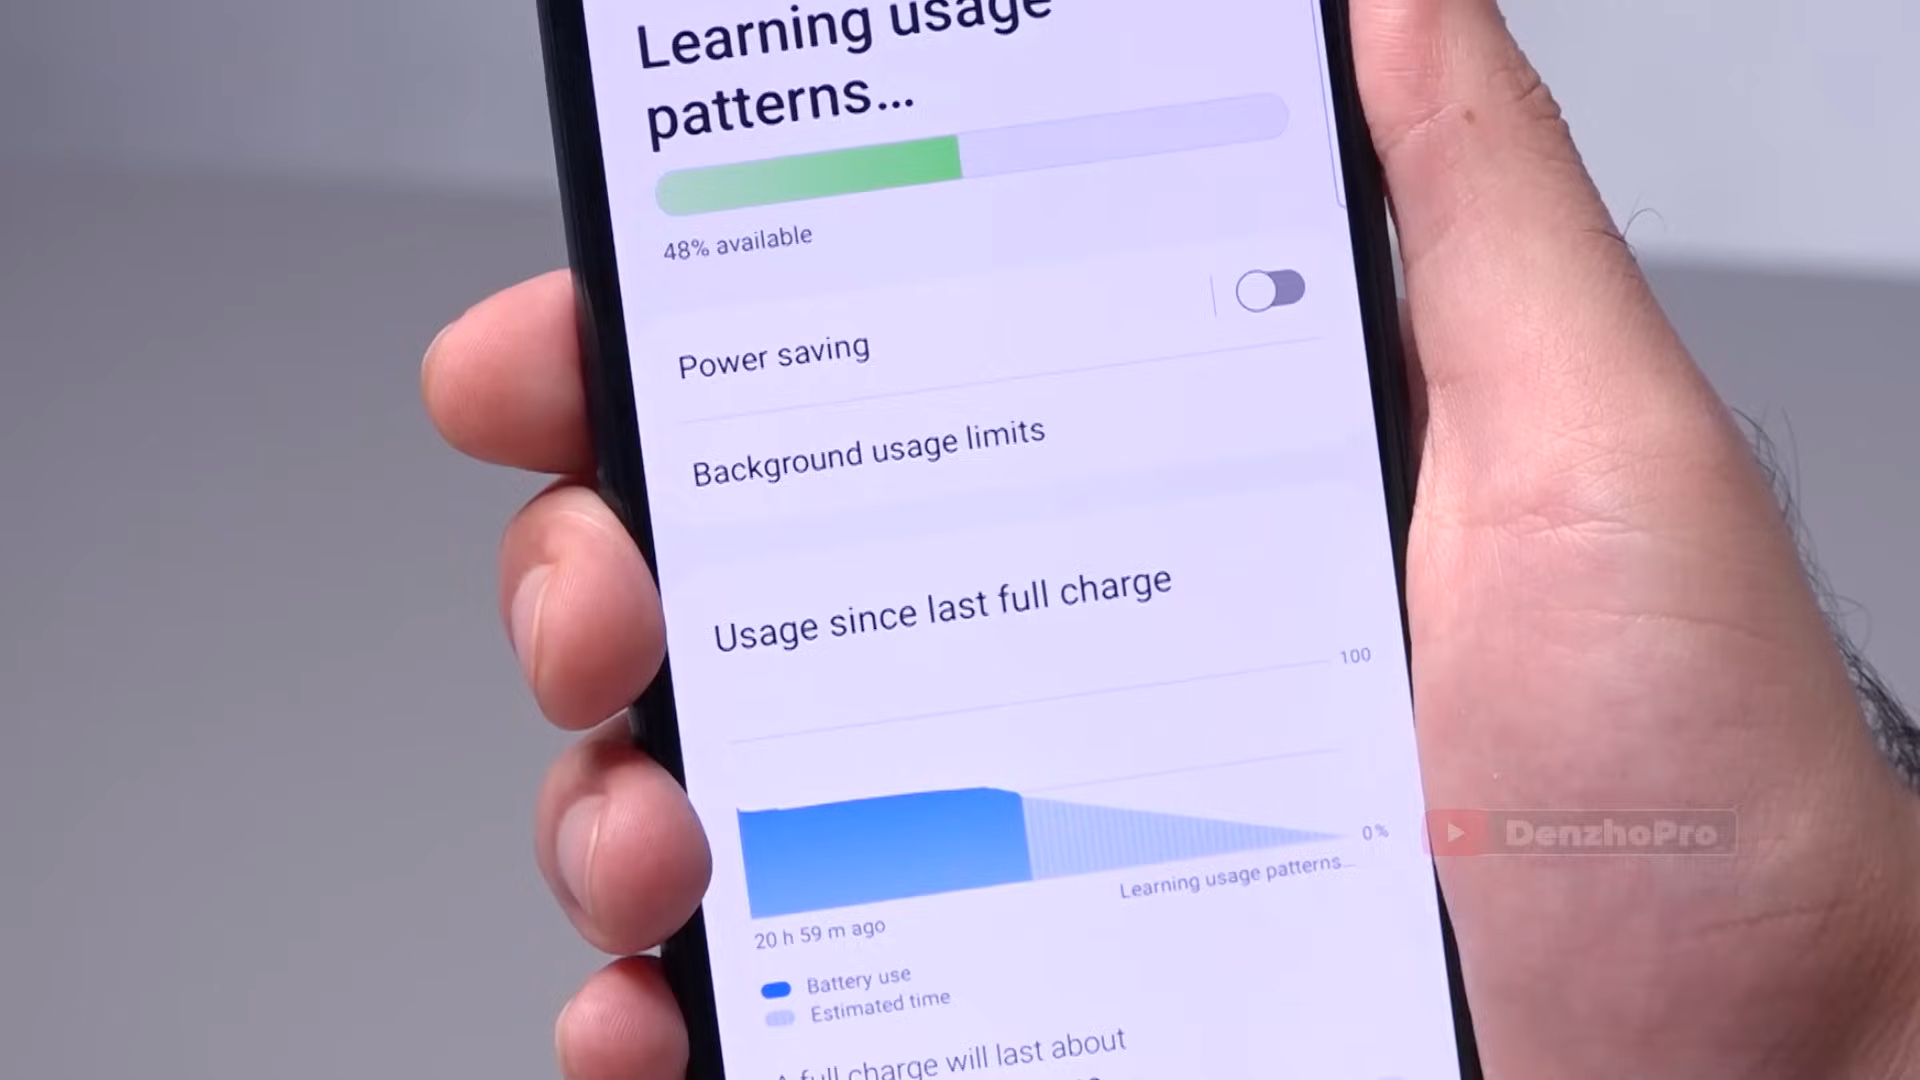 Learning usage
patterns...
48% available
Power saving
Background usage limits
Usage since last full charge
100
0%
Learning usage patterns...
20 h 59 m ago
Battery use
Estimated time
A full charge will last about
DenzhoPro